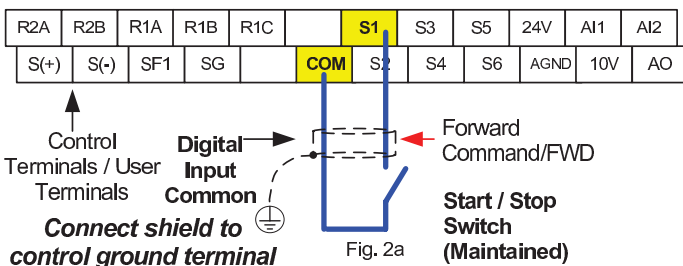 R2A R2B R1A R1B R1C S1 S3 S5 24V AI1 AI2
S(+) S(-) SF1 SG COM S2 S4 S6 AGND 10V AO
Control
Terminals / User
Terminals
Digital
Input
Common
Forward
Command/FWD
Connect shield to
control ground terminal
Fig. 2a
Start / Stop
Switch
(Maintained)